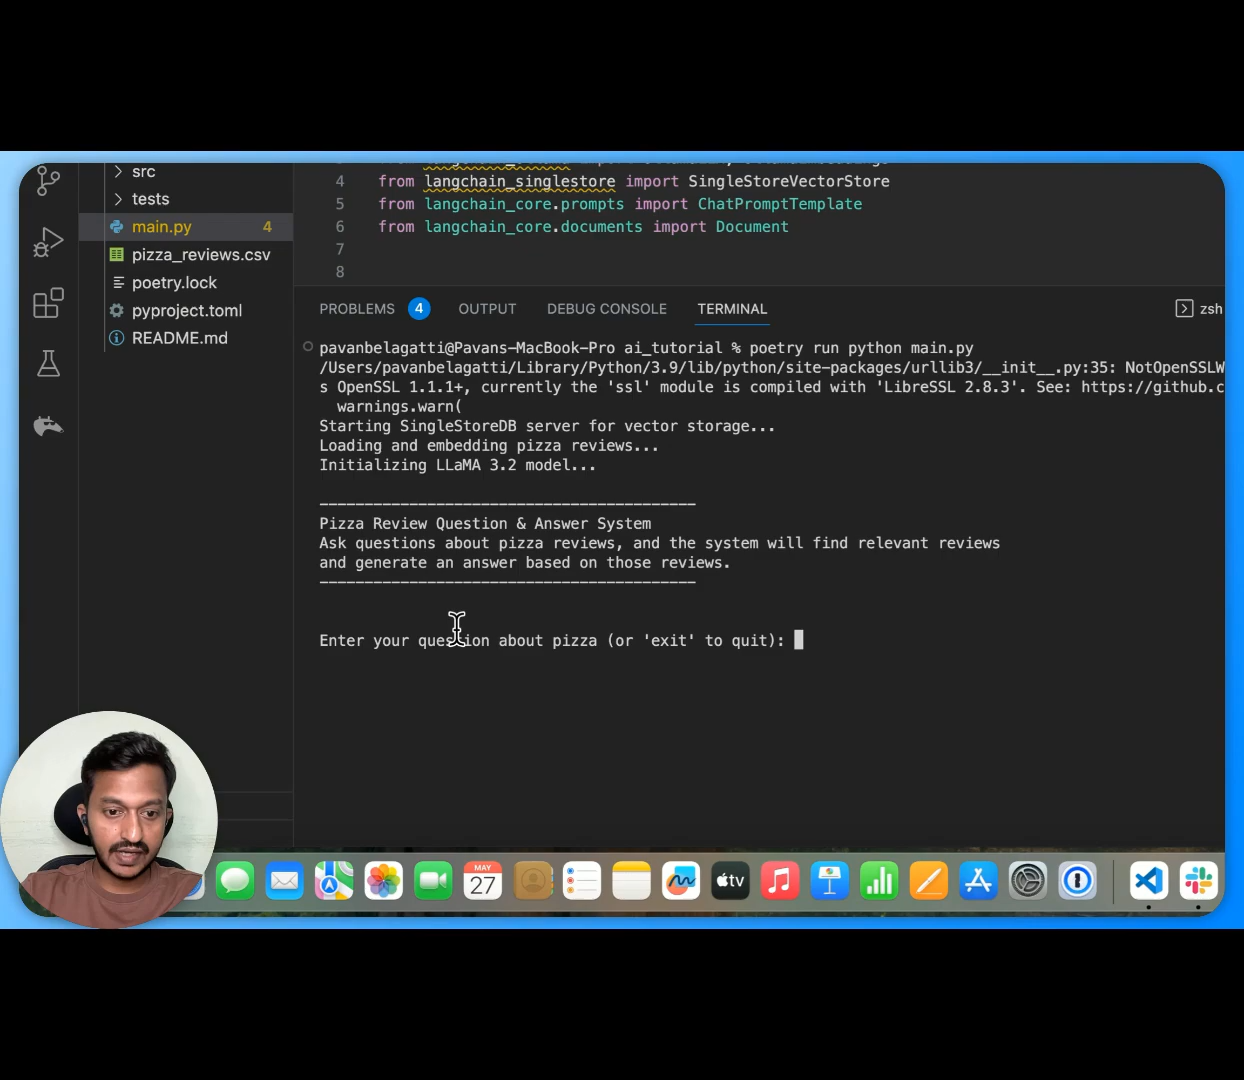 src
tests
main.py 4
pizza_reviews.csv
poetry.lock
pyproject.toml
README.md
4 from langchain_singlestore import SingleStoreVectorStore
5 from langchain_core.prompts import ChatPromptTemplate
6 from langchain_core.documents import Document
7
8
PROBLEMS 4 OUTPUT DEBUG CONSOLE TERMINAL zsh
pavanbelagatti@Pavans-MacBook-Pro ai_tutorial % poetry run python main.py
/Users/pavanbelagatti/Library/Python/3.9/lib/python/site-packages/urllib3/__init__.py:35: NotOpenSSLW
s OpenSSL 1.1.1+, currently the 'ssl' module is compiled with 'LibreSSL 2.8.3'. See: https://github.c
warnings.warn(
Starting SingleStoreDB server for vector storage...
Loading and embedding pizza reviews...
Initializing LLaMA 3.2 model...
Pizza Review Question & Answer System
Ask questions about pizza reviews, and the system will find relevant reviews
and generate an answer based on those reviews.
Enter your question about pizza (or 'exit' to quit):
MAY
27
tv